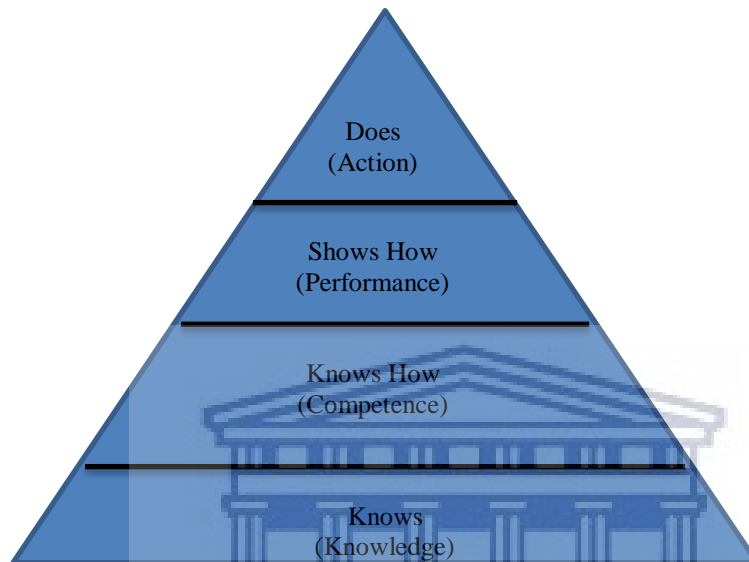 Does
(Action)
Shows How
(Performance)
Knows How
(Competence)
Knows
(Knowledge)